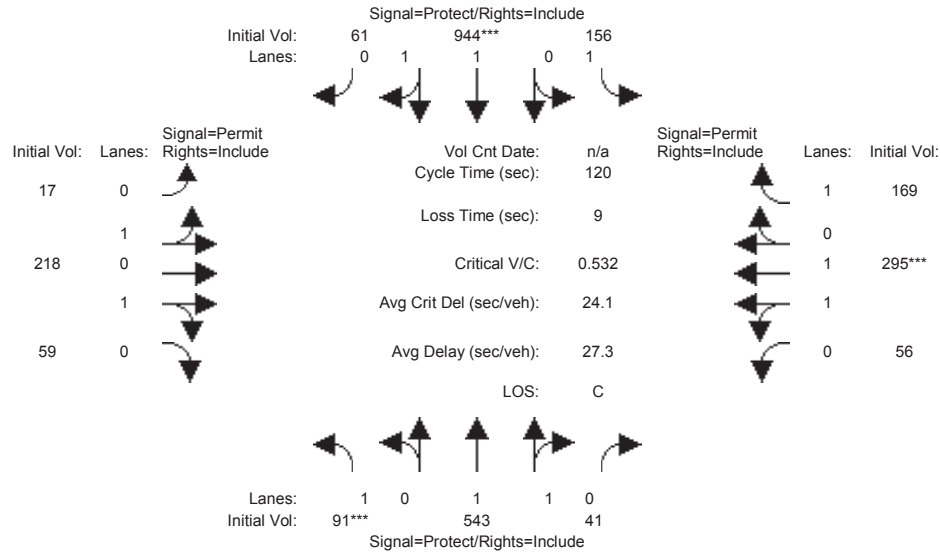 Signal=Protect/Rights=Include
Initial Vol: 61 944*** 156
Lanes: 0 1 1 0 1
Signal=Permit
Initial Vol: Lanes: Rights=Include
Vol Cnt Date: n/a
Signal=Permit
Rights=Include Lanes: Initial Vol:
Cycle Time (sec): 120
17 0
1 169
Loss Time (sec): 9
1
0
218 0
Critical V/C: 0.532
1 295***
1
Avg Crit Del (sec/veh): 24.1
1
59 0
Avg Delay (sec/veh): 27.3
0 56
LOS: C
Lanes: 1 0 1 1 0
Initial Vol: 91*** 543 41
Signal=Protect/Rights=Include